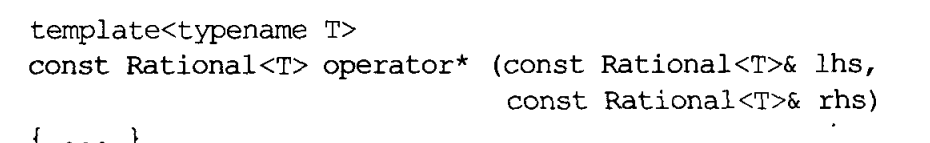 template<typename T>
const Rational<T> operator* (const Rational<T>& lhs,
const Rational<T>& rhs)
{ ... }